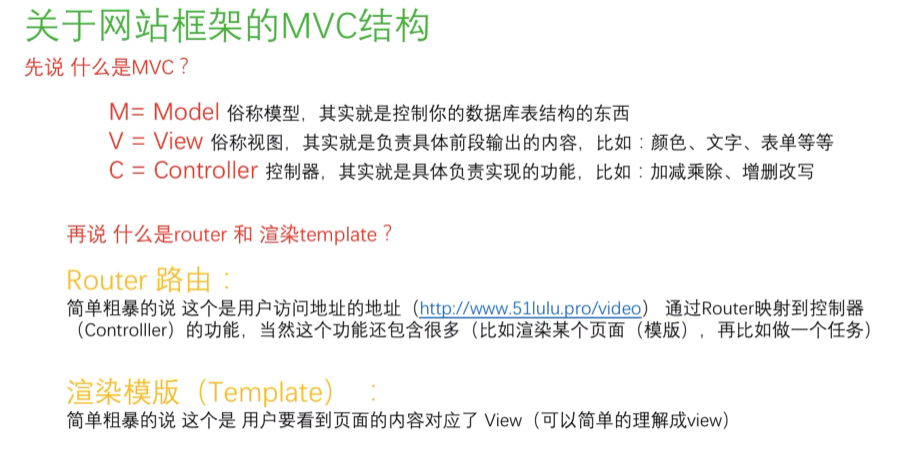 关于网站框架的MVC结构
先说 什么是MVC？
M= Model 俗称模型，其实就是控制你的数据库表结构的东西
V = View 俗称视图，其实就是负责具体前段输出的内容，比如：颜色、文字、表单等等
C = Controller 控制器，其实就是具体负责实现的功能，比如：加减乘除、增删改写
再说 什么是router 和 渲染template？
Router 路由：
简单粗暴的说 这个是用户访问地址的地址（http://www.51lulu.pro/video） 通过Router映射到控制器
（Controlller）的功能，当然这个功能还包含很多（比如渲染某个页面（模版），再比如做一个任务）
渲染模版（Template） ：
简单粗暴的说 这个是 用户要看到页面的内容对应了 View（可以简单的理解成view）